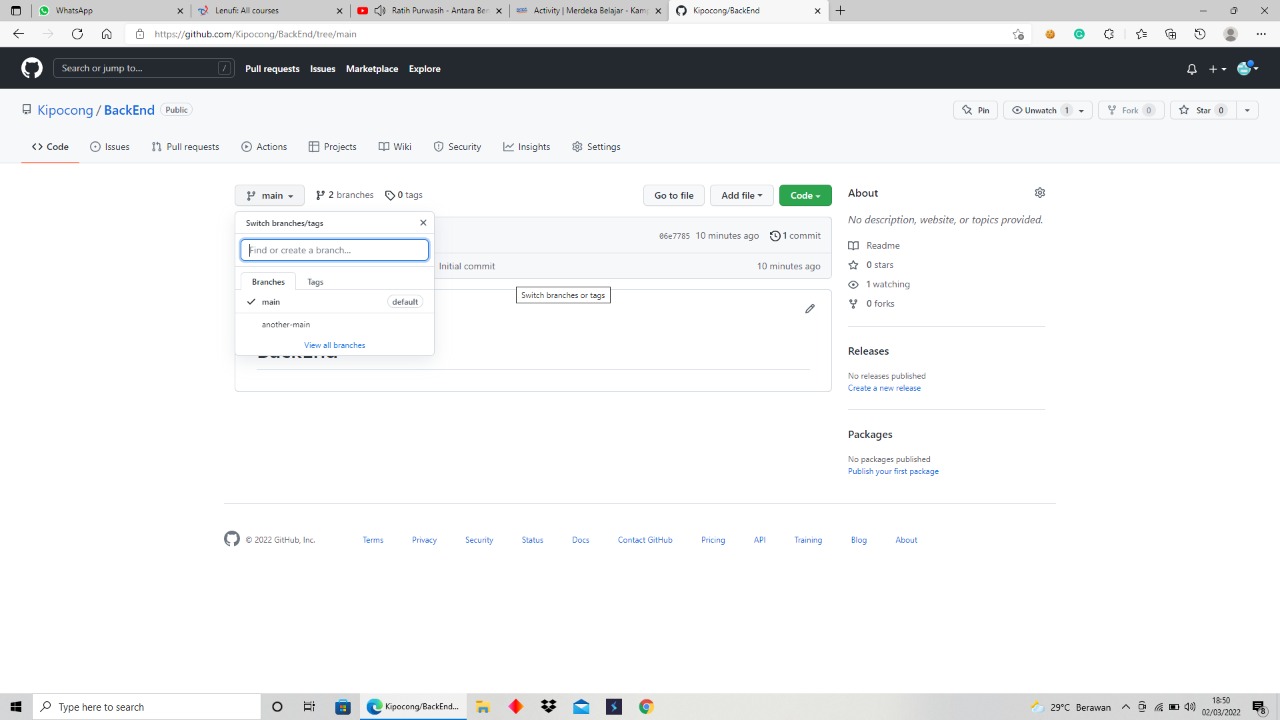 WhatsApp
Lenufii: All courses
Ratih Purwasih - Antara Be
Activity | Merdeka Belajar - Kam
Kipocong/BackEnd
https://github.com/Kipocong/BackEnd/tree/main
Search or jump to...
/
Pull requests
Issues
Marketplace
Explore
Kipocong / BackEnd
Public
Pin
Unwatch 1
Fork 0
Star 0
Code
Issues
Pull requests
Actions
Projects
Wiki
Security
Insights
Settings
main
2 branches
0 tags
Go to file
Add file
Code
Switch branches/tags
Find or create a branch...
Branches
Tags
main
default
another-main
View all branches
06e7785 10 minutes ago
1 commit
Initial commit
10 minutes ago
Switch branches or tags
BackEnd
About
No description, website, or topics provided.
Readme
0 stars
1 watching
0 forks
Releases
No releases published
Create a new release
Packages
No packages published
Publish your first package
© 2022 GitHub, Inc.
Terms
Privacy
Security
Status
Docs
Contact GitHub
Pricing
API
Training
Blog
About
Type here to search
Kipocong/BackEnd...
29°C Berawan
18:50
02/03/2022
8